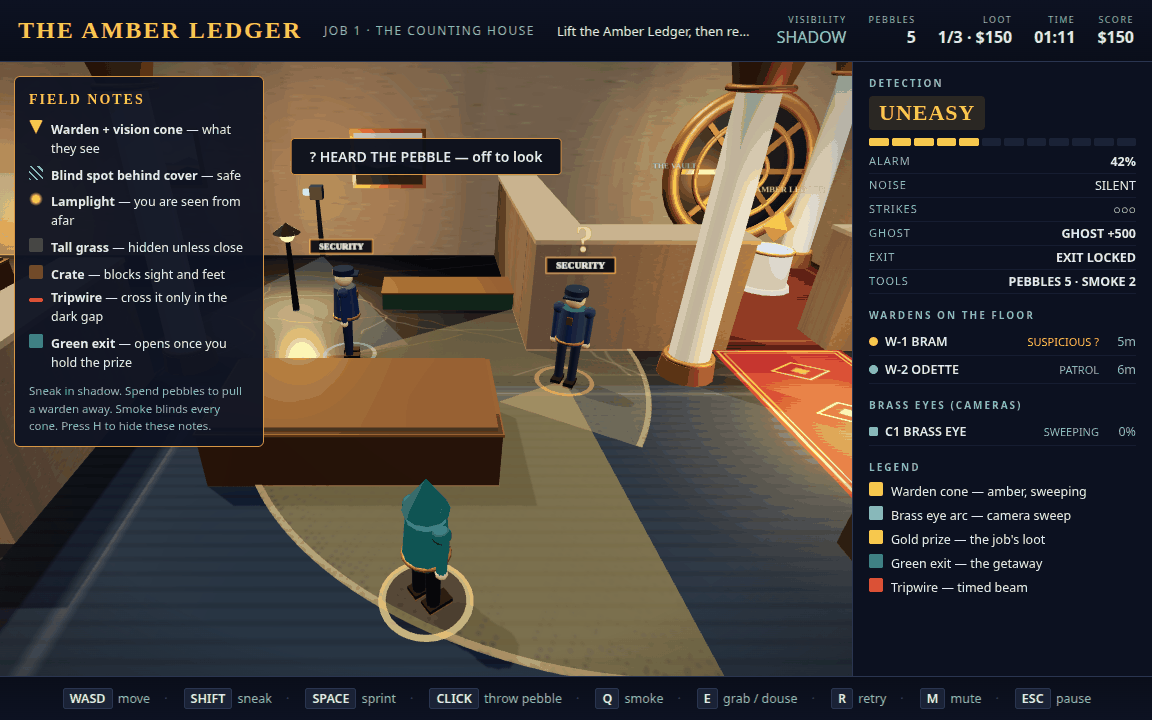 THE AMBER LEDGER
JOB 1 · THE COUNTING HOUSE
Lift the Amber Ledger, then re…
VISIBILITY
SHADOW
PEBBLES
5
LOOT
1/3 · $150
TIME
01:11
SCORE
$150
FIELD NOTES
Warden + vision cone — what
they see
Blind spot behind cover — safe
Lamplight — you are seen from
afar
Tall grass — hidden unless close
Crate — blocks sight and feet
Tripwire — cross it only in the
dark gap
Green exit — opens once you
hold the prize
Sneak in shadow. Spend pebbles to pull
a warden away. Smoke blinds every
cone. Press H to hide these notes.
? HEARD THE PEBBLE — off to look
THE VAULT
AMBER LEDGER
SECURITY
?
SECURITY
DETECTION
UNEASY
ALARM 42%
NOISE SILENT
STRIKES ○○○
GHOST GHOST +500
EXIT EXIT LOCKED
TOOLS PEBBLES 5 · SMOKE 2
WARDENS ON THE FLOOR
W-1 BRAM SUSPICIOUS ? 5m
W-2 ODETTE PATROL 6m
BRASS EYES (CAMERAS)
C1 BRASS EYE SWEEPING 0%
LEGEND
Warden cone — amber, sweeping
Brass eye arc — camera sweep
Gold prize — the job's loot
Green exit — the getaway
Tripwire — timed beam
WASD move · SHIFT sneak · SPACE sprint · CLICK throw pebble · Q smoke · E grab / douse · R retry · M mute · ESC pause